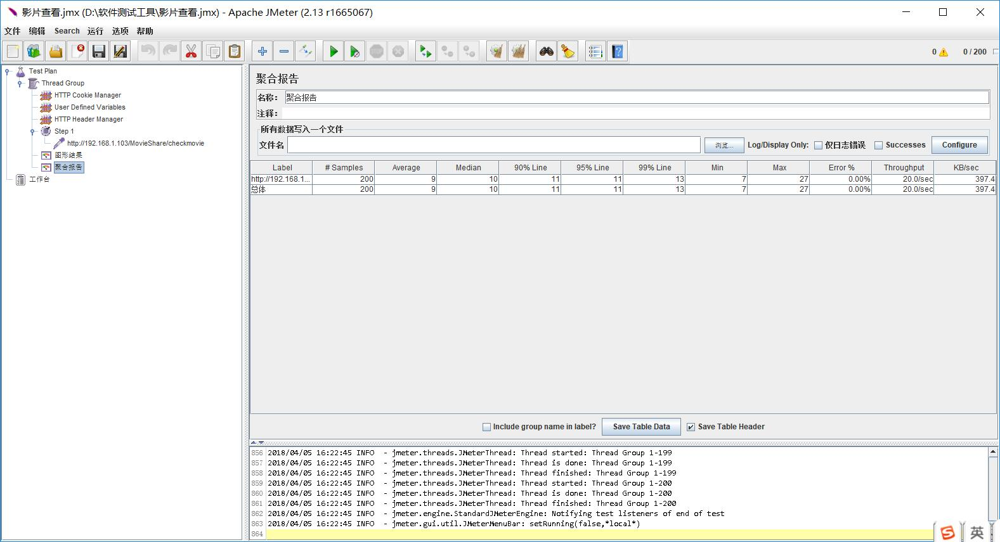 影片查看.jmx (D:\软件测试工具\影片查看.jmx) - Apache JMeter (2.13 r1665067)
文件 编辑 Search 运行 选项 帮助
0 0 / 200
Test Plan
Thread Group
HTTP Cookie Manager
User Defined Variables
HTTP Header Manager
Step 1
http://192.168.1.103/MovieShare/checkmovie
图形结果
聚合报告
工作台
聚合报告
名称: 聚合报告
注释:
所有数据写入一个文件
文件名 浏览... Log/Display Only: 仅日志错误 Successes Configure
Label # Samples Average Median 90% Line 95% Line 99% Line Min Max Error % Throughput KB/sec
http://192.168.1... 200 9 10 11 11 13 7 27 0.00% 20.0/sec 397.4
总体 200 9 10 11 11 13 7 27 0.00% 20.0/sec 397.4
Include group name in label? Save Table Data Save Table Header
856 2018/04/05 16:22:45 INFO - jmeter.threads.JMeterThread: Thread started: Thread Group 1-199
857 2018/04/05 16:22:45 INFO - jmeter.threads.JMeterThread: Thread is done: Thread Group 1-199
858 2018/04/05 16:22:45 INFO - jmeter.threads.JMeterThread: Thread finished: Thread Group 1-199
859 2018/04/05 16:22:45 INFO - jmeter.threads.JMeterThread: Thread started: Thread Group 1-200
860 2018/04/05 16:22:45 INFO - jmeter.threads.JMeterThread: Thread is done: Thread Group 1-200
861 2018/04/05 16:22:45 INFO - jmeter.threads.JMeterThread: Thread finished: Thread Group 1-200
862 2018/04/05 16:22:45 INFO - jmeter.engine.StandardJMeterEngine: Notifying test listeners of end of test
863 2018/04/05 16:22:45 INFO - jmeter.gui.util.JMeterMenuBar: setRunning(false,*local*)
864
英